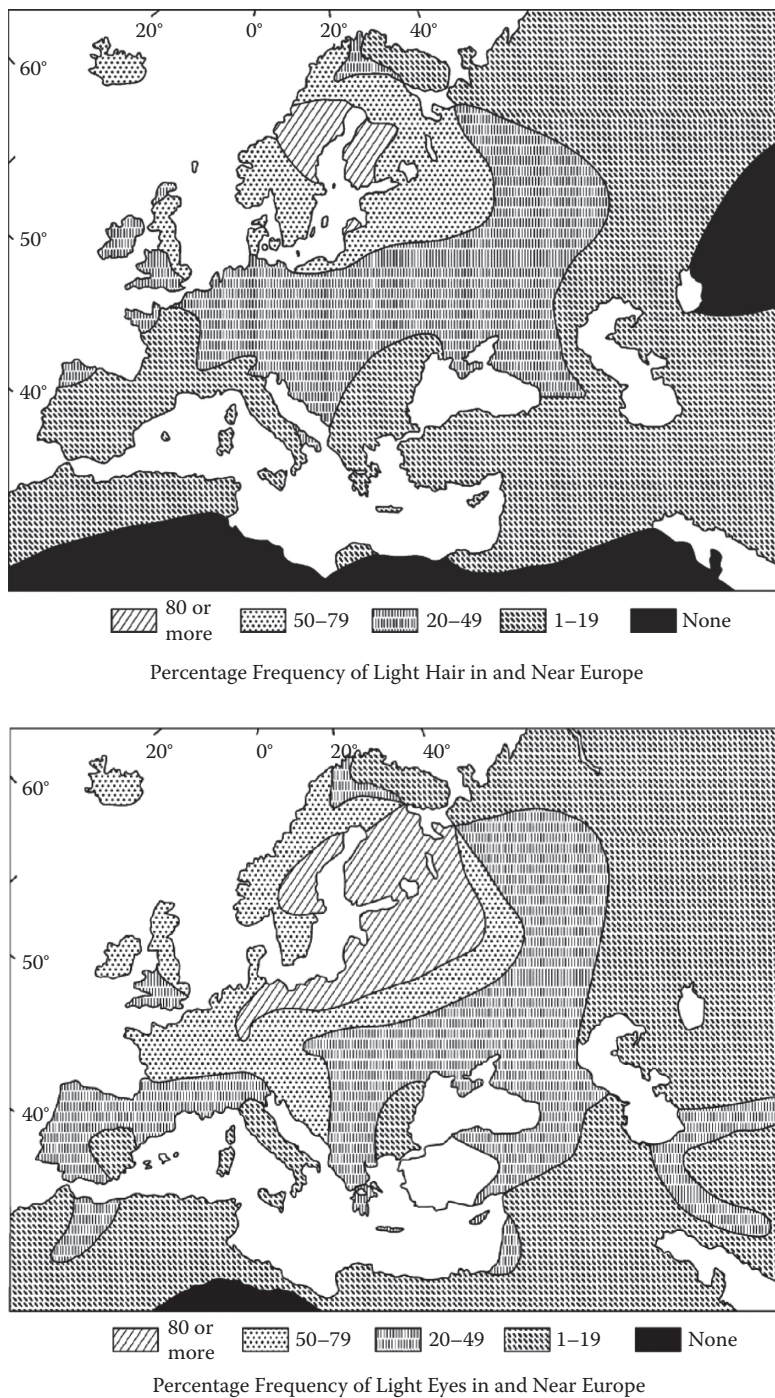 20° 0° 20° 40°
60°
50°
40°
80 or more 50–79 20–49 1–19 None
Percentage Frequency of Light Hair in and Near Europe
20° 0° 20° 40°
60°
50°
40°
80 or more 50–79 20–49 1–19 None
Percentage Frequency of Light Eyes in and Near Europe